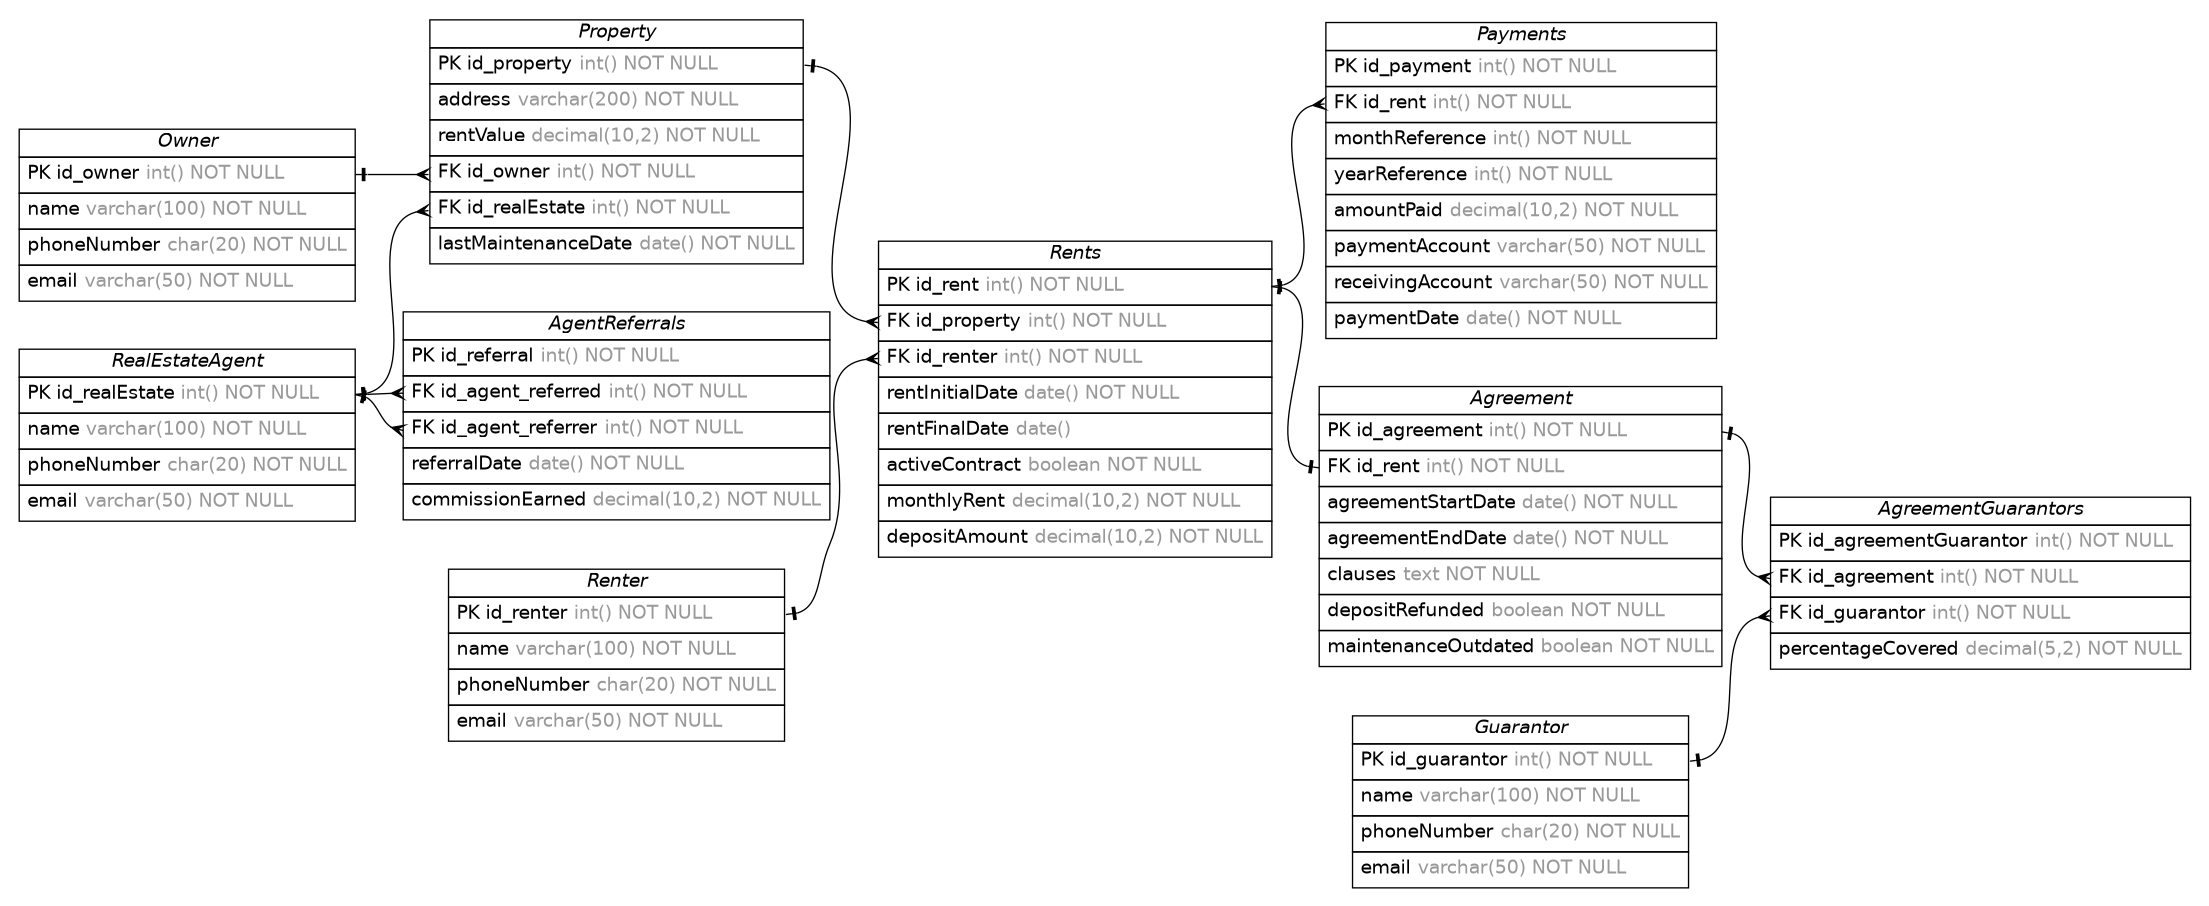 Owner
PK id_owner int() NOT NULL
name varchar(100) NOT NULL
phoneNumber char(20) NOT NULL
email varchar(50) NOT NULL
RealEstateAgent
PK id_realEstate int() NOT NULL
name varchar(100) NOT NULL
phoneNumber char(20) NOT NULL
email varchar(50) NOT NULL
Property
PK id_property int() NOT NULL
address varchar(200) NOT NULL
rentValue decimal(10,2) NOT NULL
FK id_owner int() NOT NULL
FK id_realEstate int() NOT NULL
lastMaintenanceDate date() NOT NULL
AgentReferrals
PK id_referral int() NOT NULL
FK id_agent_referred int() NOT NULL
FK id_agent_referrer int() NOT NULL
referralDate date() NOT NULL
commissionEarned decimal(10,2) NOT NULL
Renter
PK id_renter int() NOT NULL
name varchar(100) NOT NULL
phoneNumber char(20) NOT NULL
email varchar(50) NOT NULL
Rents
PK id_rent int() NOT NULL
FK id_property int() NOT NULL
FK id_renter int() NOT NULL
rentInitialDate date() NOT NULL
rentFinalDate date()
activeContract boolean NOT NULL
monthlyRent decimal(10,2) NOT NULL
depositAmount decimal(10,2) NOT NULL
Payments
PK id_payment int() NOT NULL
FK id_rent int() NOT NULL
monthReference int() NOT NULL
yearReference int() NOT NULL
amountPaid decimal(10,2) NOT NULL
paymentAccount varchar(50) NOT NULL
receivingAccount varchar(50) NOT NULL
paymentDate date() NOT NULL
Agreement
PK id_agreement int() NOT NULL
FK id_rent int() NOT NULL
agreementStartDate date() NOT NULL
agreementEndDate date() NOT NULL
clauses text NOT NULL
depositRefunded boolean NOT NULL
maintenanceOutdated boolean NOT NULL
Guarantor
PK id_guarantor int() NOT NULL
name varchar(100) NOT NULL
phoneNumber char(20) NOT NULL
email varchar(50) NOT NULL
AgreementGuarantors
PK id_agreementGuarantor int() NOT NULL
FK id_agreement int() NOT NULL
FK id_guarantor int() NOT NULL
percentageCovered decimal(5,2) NOT NULL